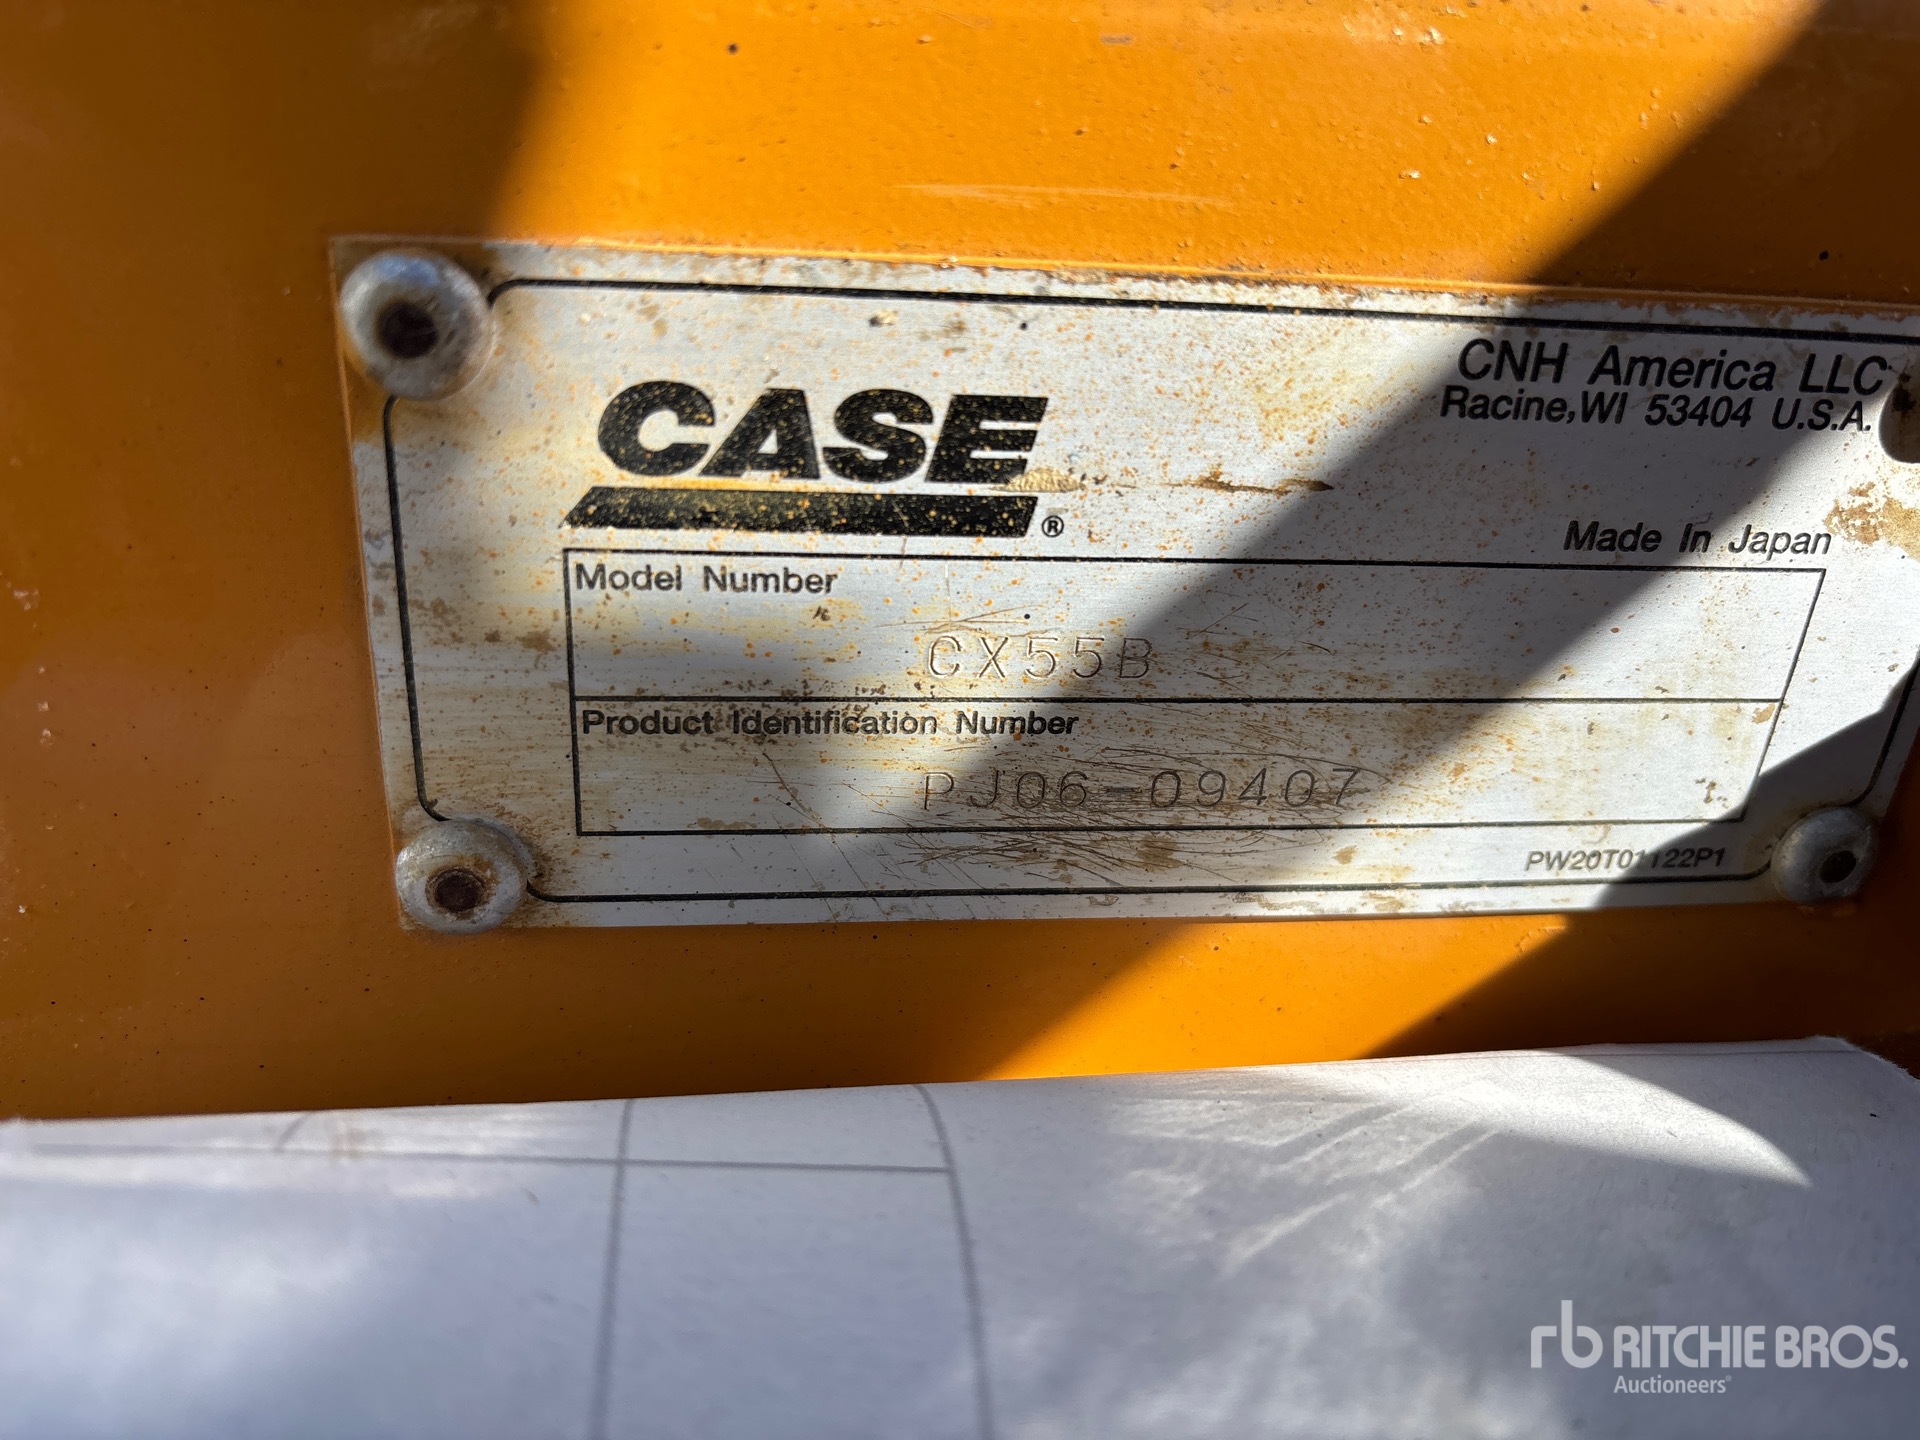 CASE®
CNH America LLC
Racine, WI 53404 U.S.A.
Made In Japan
Model Number
CX55B
Product Identification Number
PJ06-09407
PW20T01122P1
rb RITCHIE BROS.
Auctioneers®